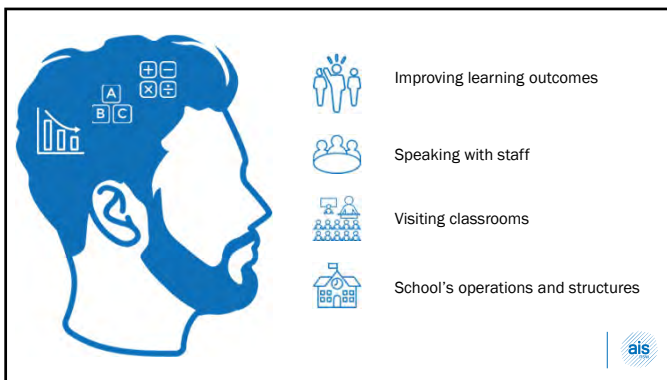 A
B C
+ −
× ÷
Improving learning outcomes
Speaking with staff
Visiting classrooms
School's operations and structures
ais